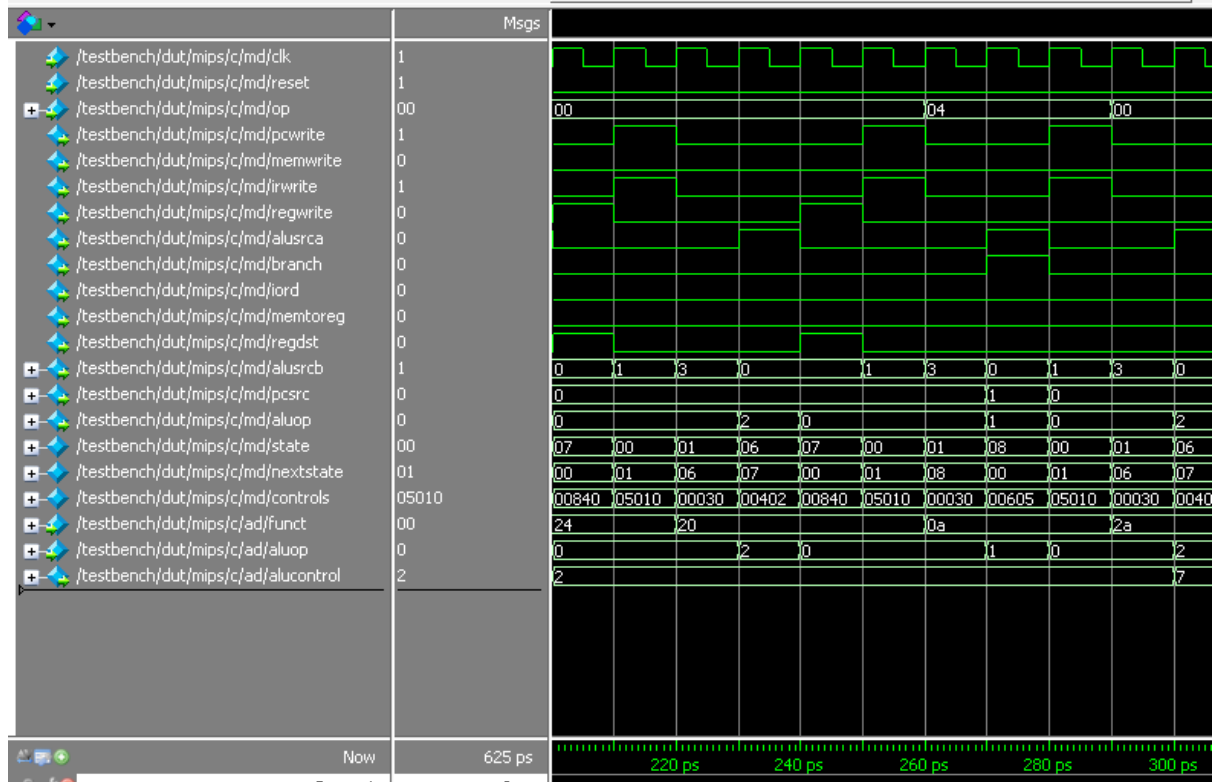 Msgs
/testbench/dut/mips/c/md/clk 1
/testbench/dut/mips/c/md/reset 1
/testbench/dut/mips/c/md/op 00 00 04 00
/testbench/dut/mips/c/md/pcwrite 1
/testbench/dut/mips/c/md/memwrite 0
/testbench/dut/mips/c/md/irwrite 1
/testbench/dut/mips/c/md/regwrite 0
/testbench/dut/mips/c/md/alusrca 0
/testbench/dut/mips/c/md/branch 0
/testbench/dut/mips/c/md/iord 0
/testbench/dut/mips/c/md/memtoreg 0
/testbench/dut/mips/c/md/regdst 0
/testbench/dut/mips/c/md/alusrcb 1 0 1 3 0 1 3 0 1 3 0
/testbench/dut/mips/c/md/pcsrc 0 0 1 0
/testbench/dut/mips/c/md/aluop 0 0 2 0 1 0 2
/testbench/dut/mips/c/md/state 00 07 00 01 06 07 00 01 08 00 01 06
/testbench/dut/mips/c/md/nextstate 01 00 01 06 07 00 01 08 00 01 06 07
/testbench/dut/mips/c/md/controls 05010 00840 05010 00030 00402 00840 05010 00030 00605 05010 00030 0040
/testbench/dut/mips/c/ad/funct 00 24 20 0a 2a
/testbench/dut/mips/c/ad/aluop 0 0 2 0 1 0 2
/testbench/dut/mips/c/ad/alucontrol 2 2 7
Now 625 ps 220 ps 240 ps 260 ps 280 ps 300 ps